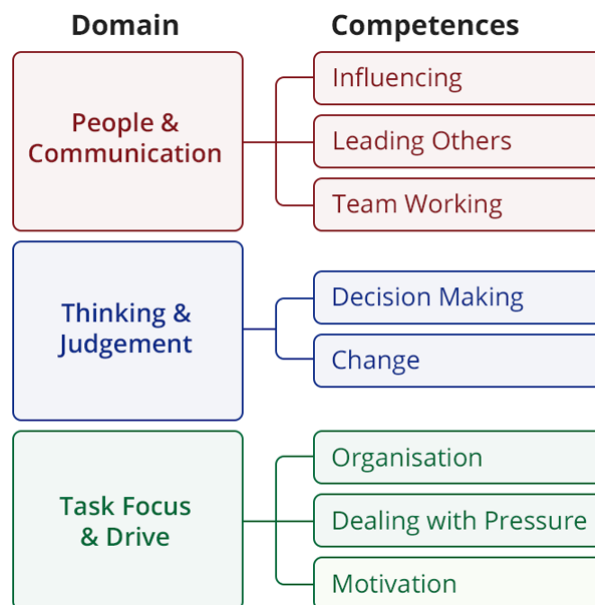 Domain
Competences
People &
Communication
Influencing
Leading Others
Team Working
Thinking &
Judgement
Decision Making
Change
Task Focus
& Drive
Organisation
Dealing with Pressure
Motivation